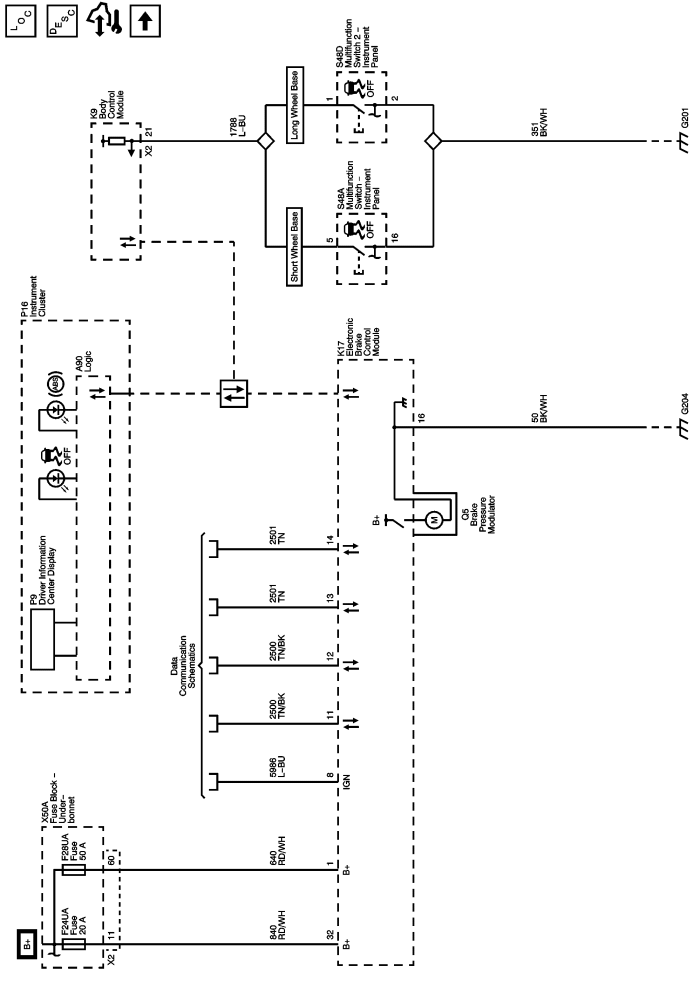 L O C
D E S C
B+
X50A
Fuse Block –
Under-
bonnet
F24UA
Fuse
20 A
F28UA
Fuse
50 A
X2
11
60
840
RD/WH
640
RD/WH
32
B+
1
B+
P16
Instrument
Cluster
P9
Driver Information
Center Display
OFF
ABS
A90
Logic
Data
Communication
Schematics
5986
L–BU
8
IGN
2500
TN/BK
11
2500
TN/BK
12
2501
TN
13
2501
TN
14
K17
Electronic
Brake
Control
Module
B+
M
Q5
Brake
Pressure
Modulator
16
50
BK/WH
G204
K9
Body
Control
Module
21
X2
1788
L–BU
Short Wheel Base
Long Wheel Base
5
S48A
Multifunction
Switch –
Instrument
Panel
OFF
16
1
S48D
Multifunction
Switch 2 –
Instrument
Panel
OFF
2
351
BK/WH
G201